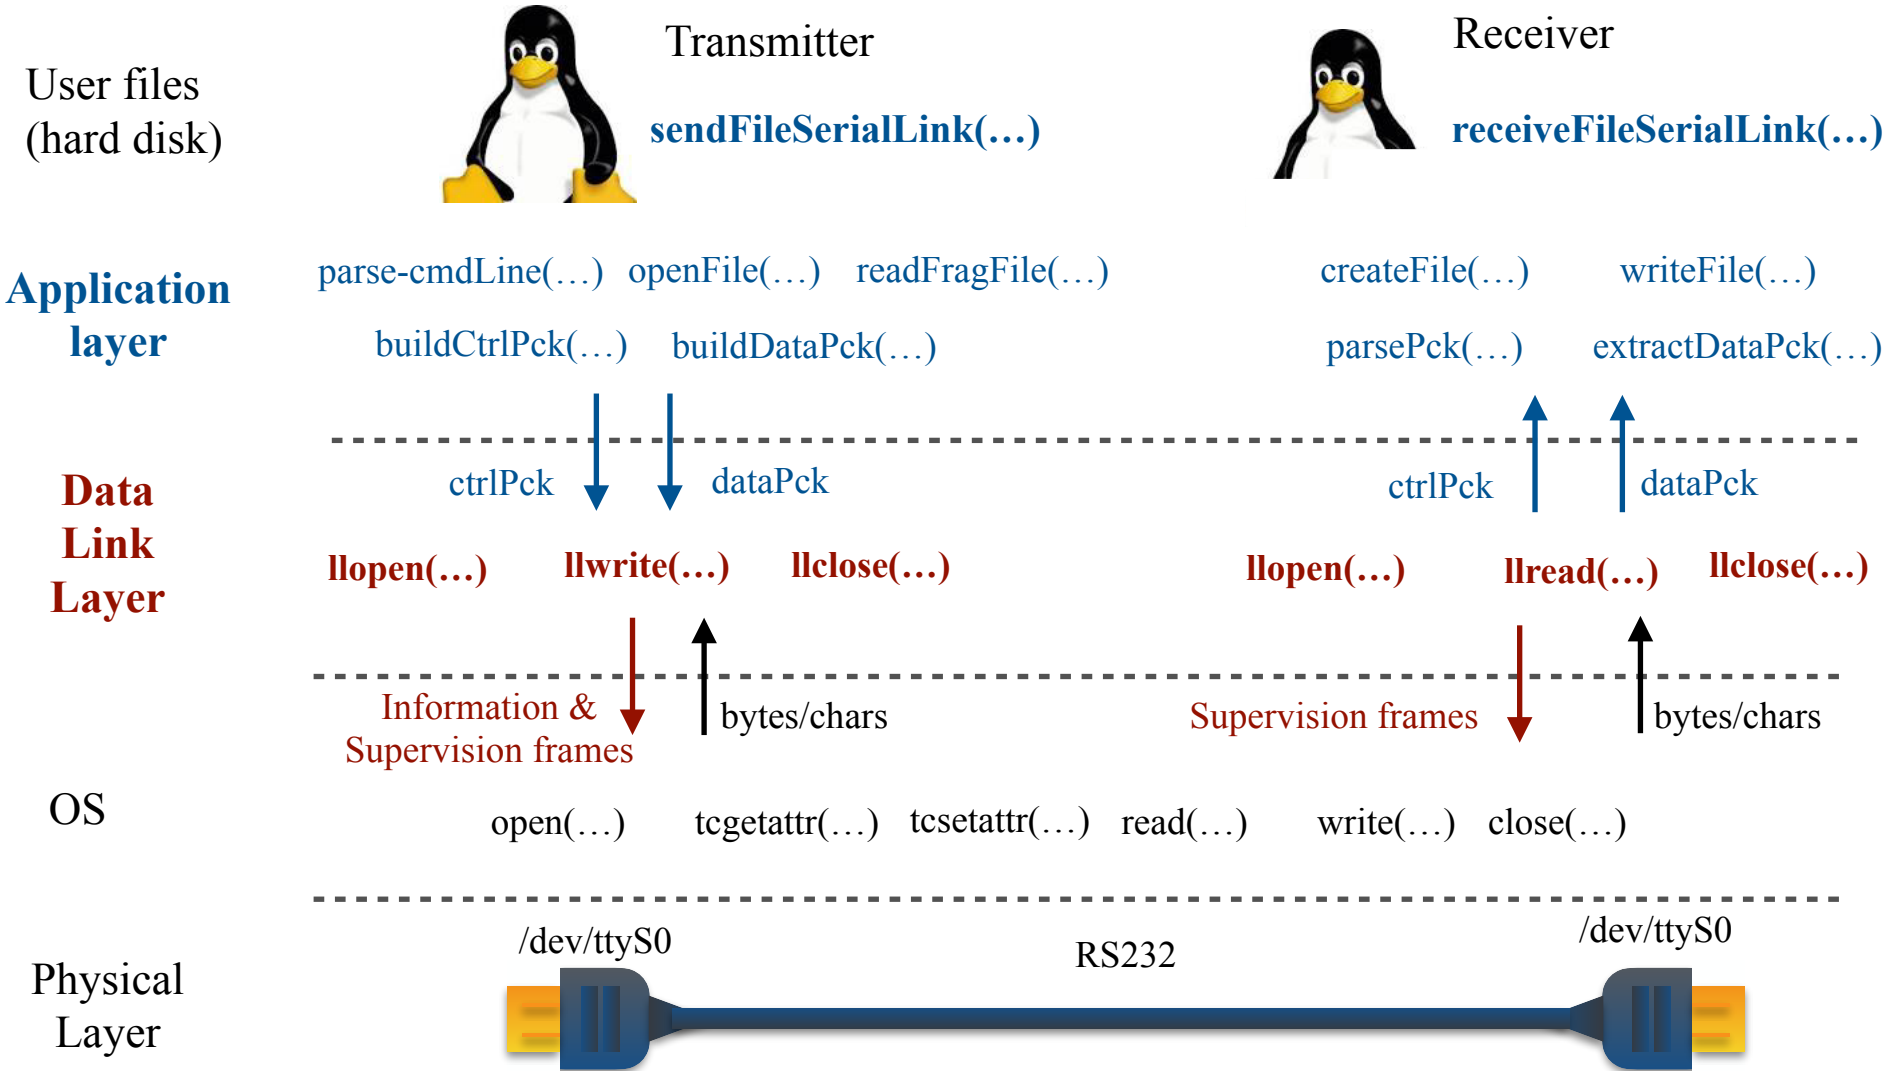 Transmitter
Receiver
User files
(hard disk)
sendFileSerialLink(…)
receiveFileSerialLink(…)
Application
layer
parse-cmdLine(…) openFile(…) readFragFile(…)
createFile(…) writeFile(…)
buildCtrlPck(…) buildDataPck(…)
parsePck(…) extractDataPck(…)
ctrlPck dataPck
ctrlPck dataPck
Data
Link
Layer
llopen(…) llwrite(…) llclose(…)
llopen(…) llread(…) llclose(…)
Information &
Supervision frames
bytes/chars
Supervision frames
bytes/chars
OS
open(…) tcgetattr(…) tcsetattr(…) read(…) write(…) close(…)
/dev/ttyS0
RS232
/dev/ttyS0
Physical
Layer